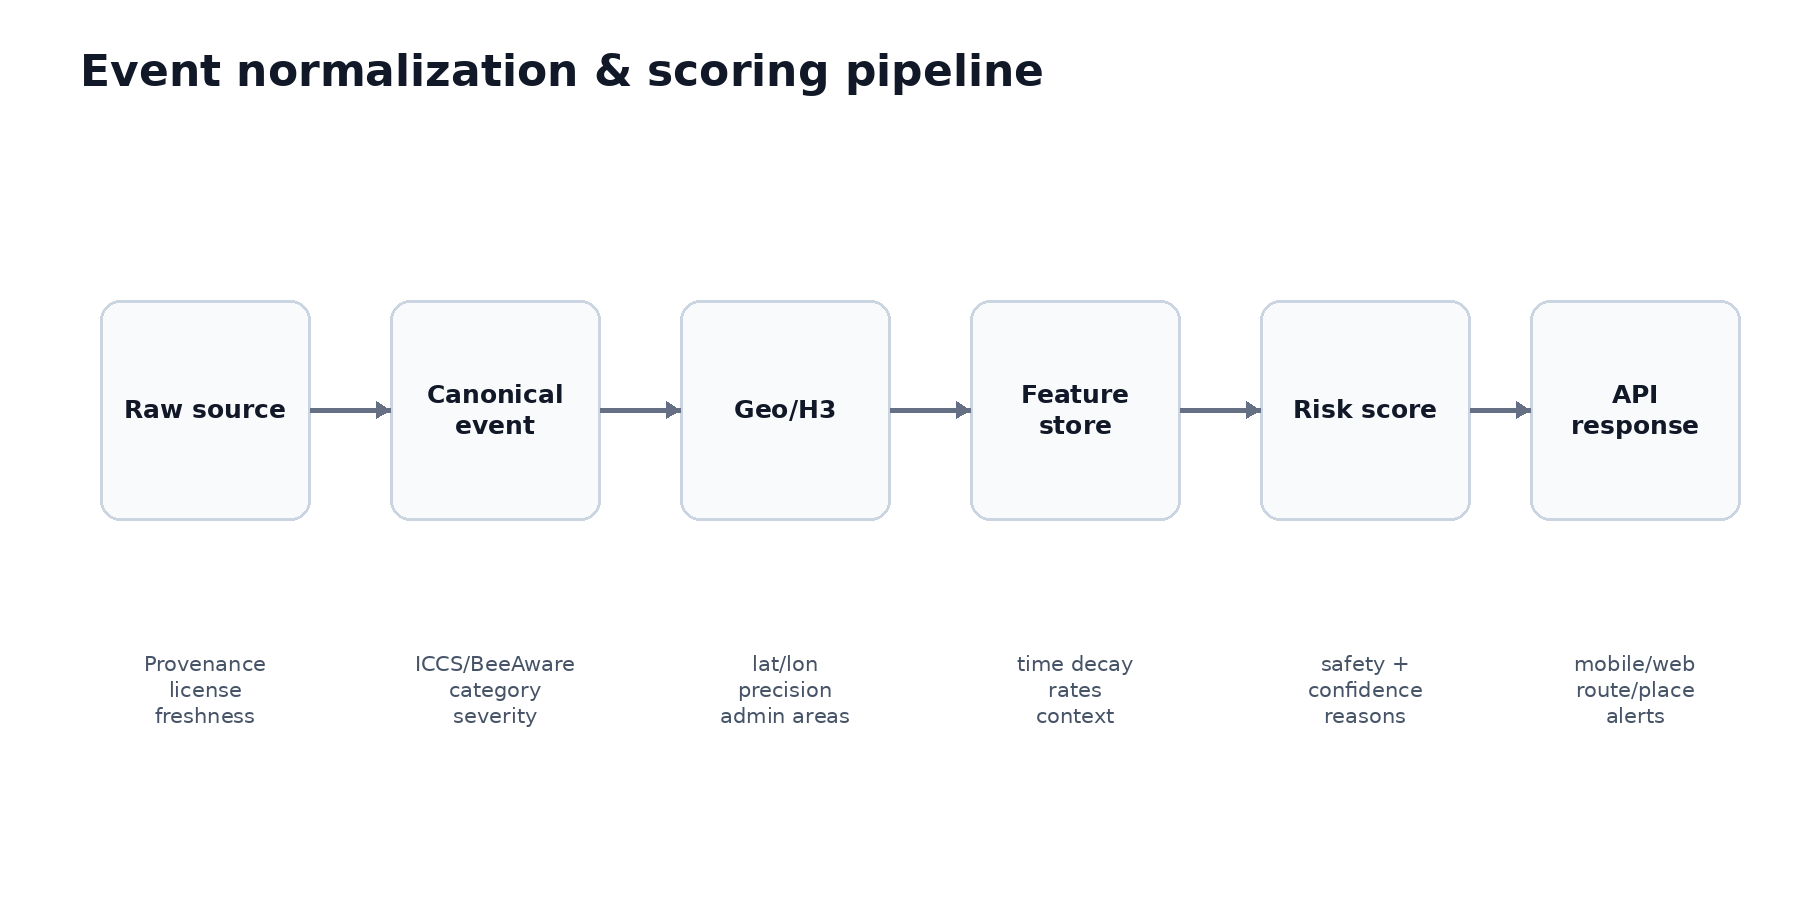 Event normalization & scoring pipeline
Raw source
Canonical
event
Geo/H3
Feature
store
Risk score
API
response
Provenance
license
freshness
ICCS/BeeAware
category
severity
lat/lon
precision
admin areas
time decay
rates
context
safety +
confidence
reasons
mobile/web
route/place
alerts